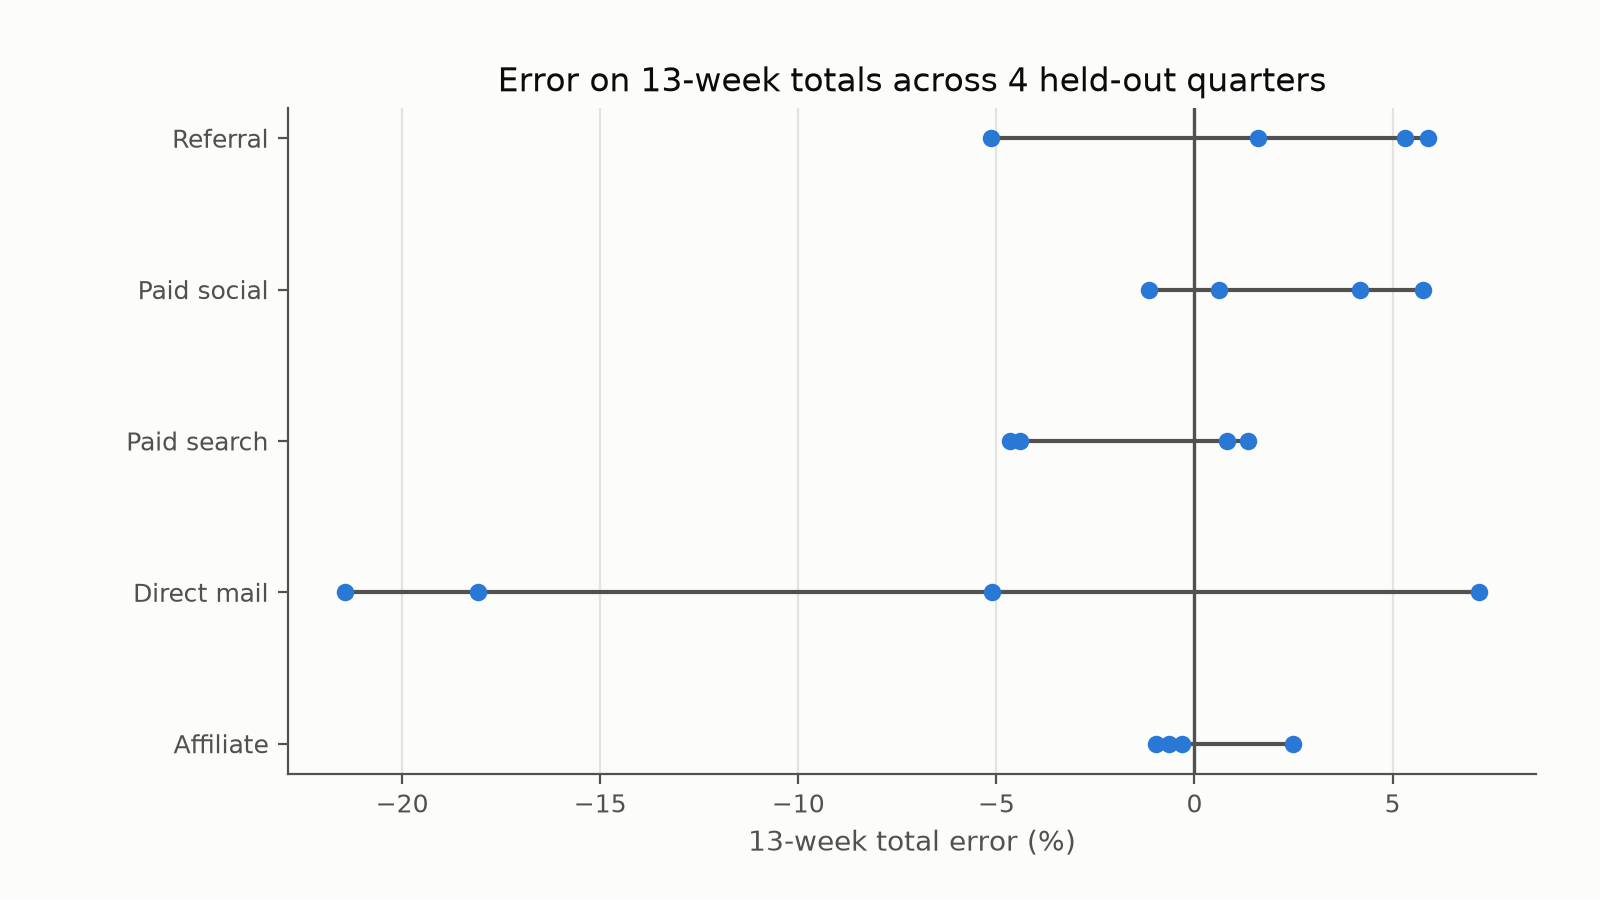 Error on 13-week totals across 4 held-out quarters
Referral
Paid social
Paid search
Direct mail
Affiliate
−20 −15 −10 −5 0 5
13-week total error (%)